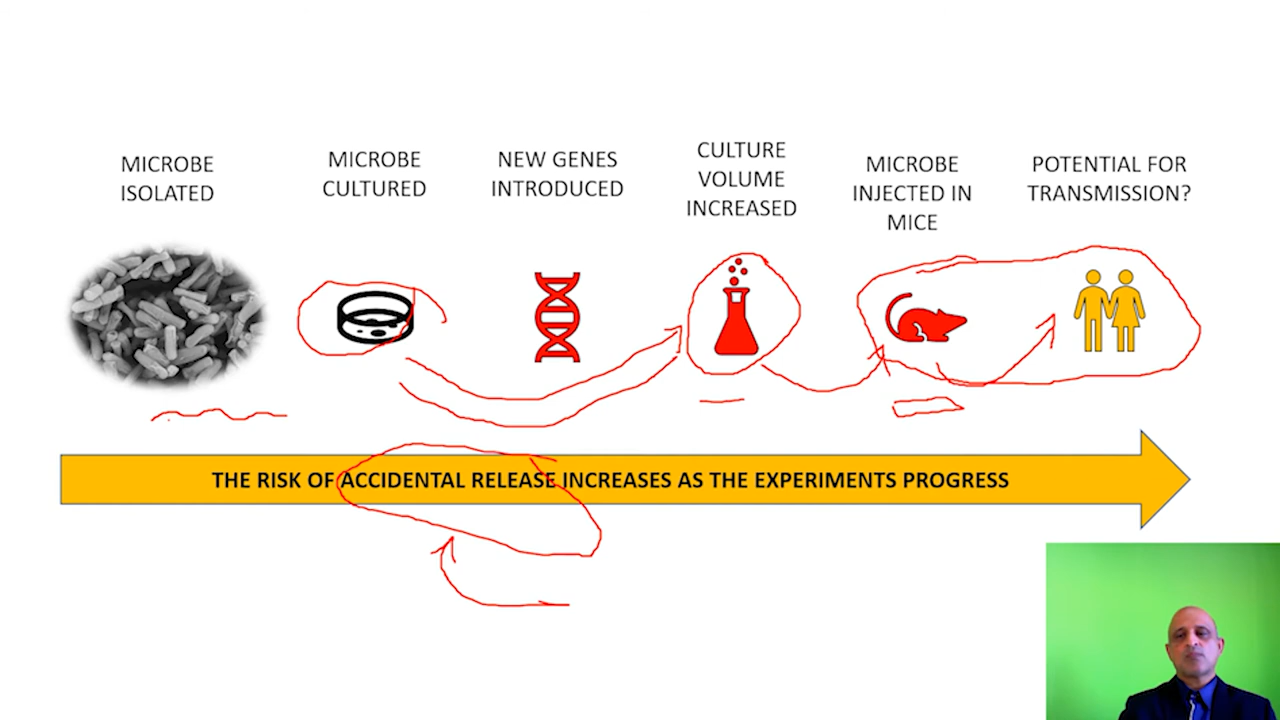 MICROBE
ISOLATED
MICROBE
CULTURED
NEW GENES
INTRODUCED
CULTURE
VOLUME
INCREASED
MICROBE
INJECTED IN
MICE
POTENTIAL FOR
TRANSMISSION?
THE RISK OF ACCIDENTAL RELEASE INCREASES AS THE EXPERIMENTS PROGRESS